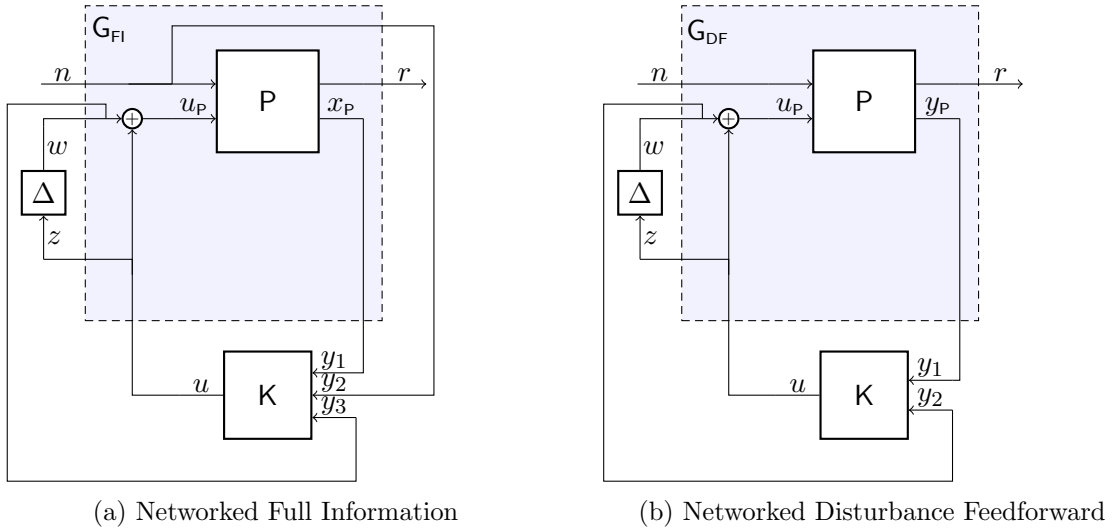 G_FI
n
r
P
u_P
x_P
+
w
Δ
z
y_1
y_2
y_3
u
K
(a) Networked Full Information
G_DF
n
r
P
u_P
y_P
+
w
Δ
z
y_1
y_2
u
K
(b) Networked Disturbance Feedforward